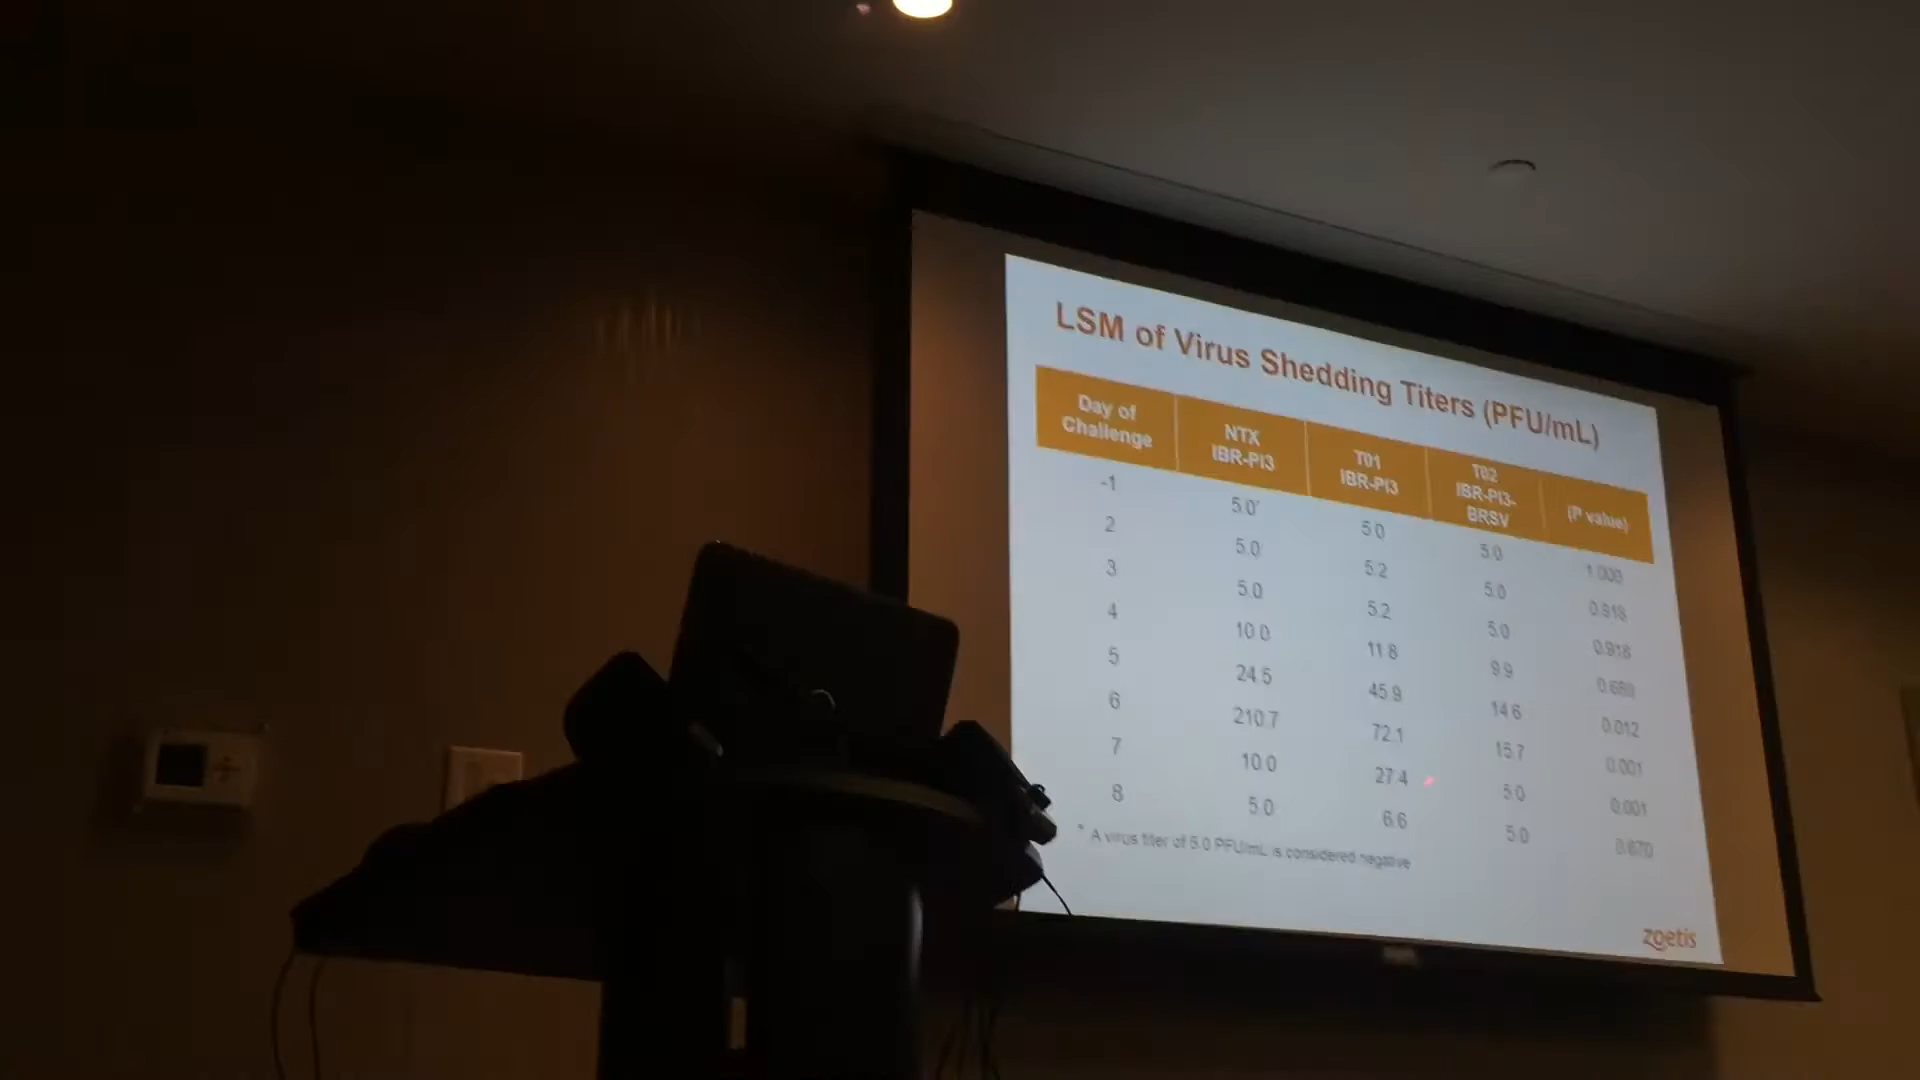 LSM of Virus Shedding Titers (PFU/mL)
Day of Challenge NTX IBR-PI3 T01 IBR-PI3 T02 IBR-PI3-BRSV (P value)
-1 5.0* 5.0 5.0 1.000
2 5.0 5.2 5.0 0.918
3 5.0 5.2 5.0 0.918
4 10.0 11.8 9.9
5 24.5 45.9 14.6 0.012
6 210.7 72.1 15.7 0.001
7 10.0 27.4 5.0 0.001
8 5.0 6.6 5.0
* A virus titer of 5.0 PFU/mL is considered negative
zoetis